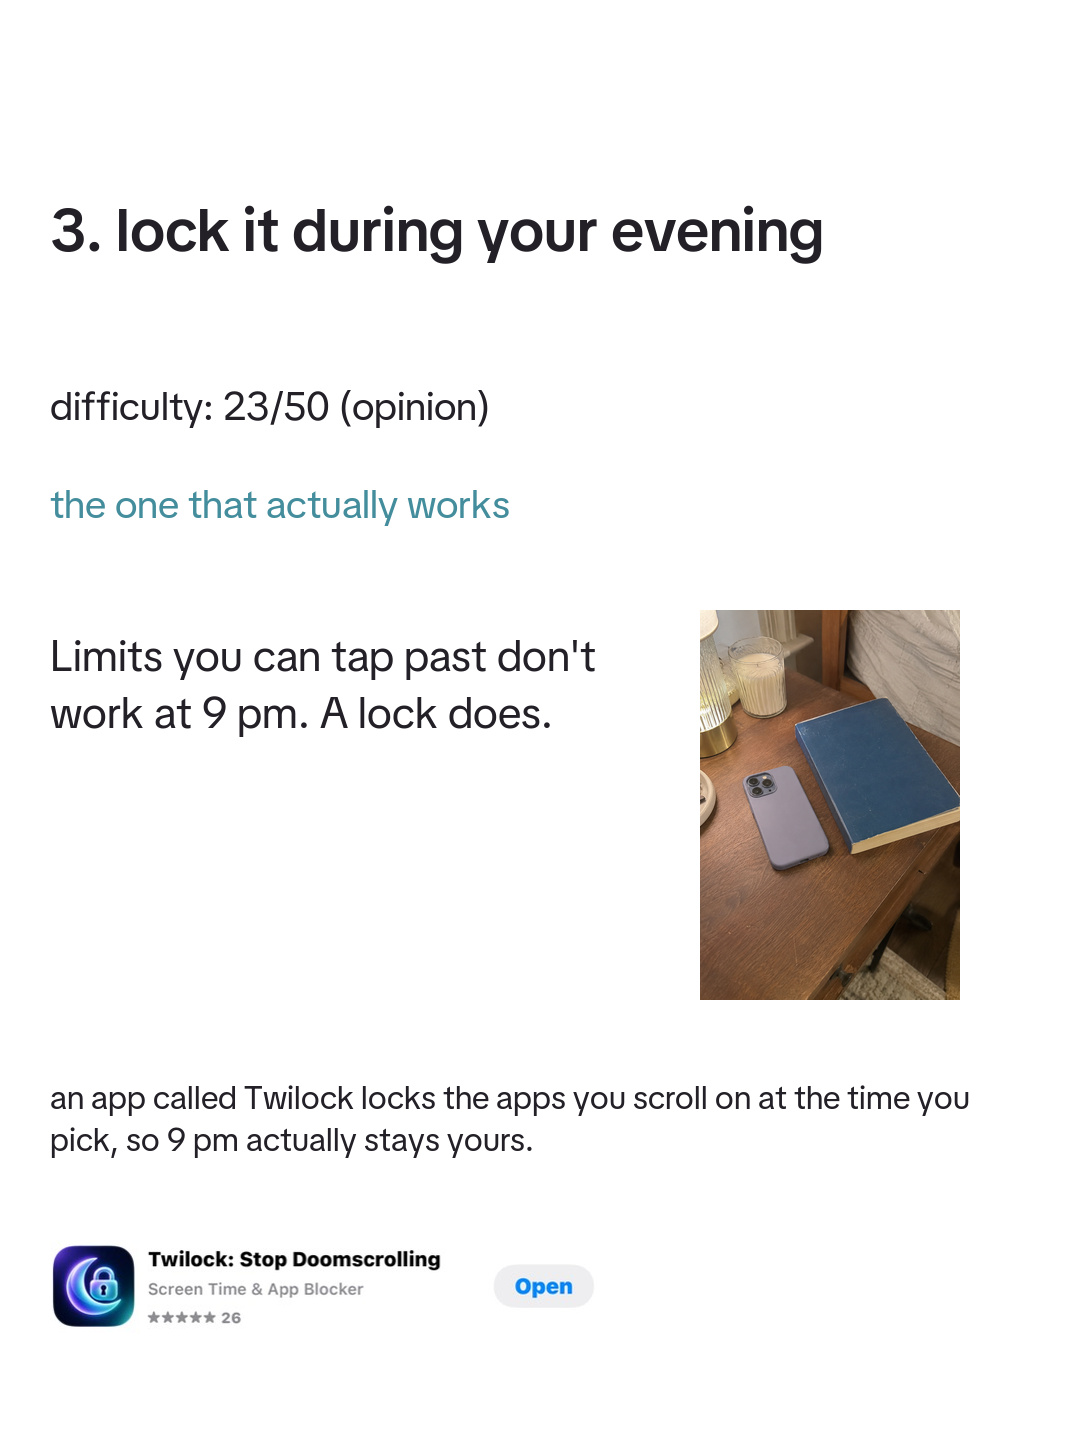 3. lock it during your evening
difficulty: 23/50 (opinion)
the one that actually works
Limits you can tap past don't
work at 9 pm. A lock does.
an app called Twilock locks the apps you scroll on at the time you
pick, so 9 pm actually stays yours.
Twilock: Stop Doomscrolling
Screen Time & App Blocker
★★★★★ 26
Open